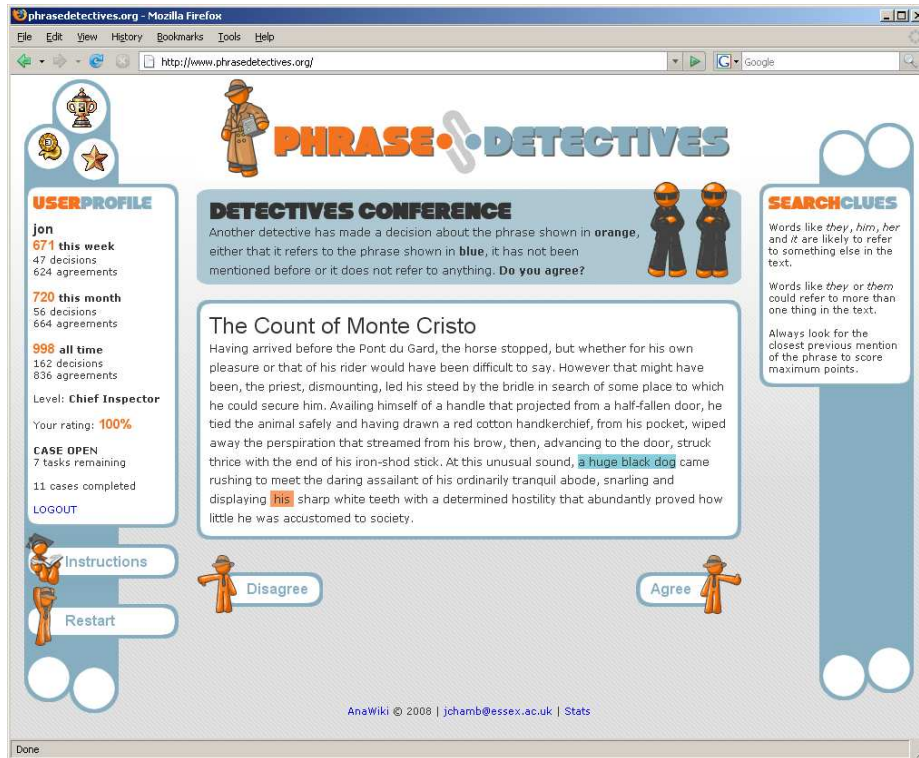 phrasedetectives.org - Mozilla Firefox
File Edit View History Bookmarks Tools Help
http://www.phrasedetectives.org/
Google
PHRASE DETECTIVES
USERPROFILE
jon
671 this week
47 decisions
624 agreements
720 this month
56 decisions
664 agreements
998 all time
162 decisions
836 agreements
Level: Chief Inspector
Your rating: 100%
CASE OPEN
7 tasks remaining
11 cases completed
LOGOUT
Instructions
Restart
DETECTIVES CONFERENCE
Another detective has made a decision about the phrase shown in orange,
either that it refers to the phrase shown in blue, it has not been
mentioned before or it does not refer to anything. Do you agree?
The Count of Monte Cristo
Having arrived before the Pont du Gard, the horse stopped, but whether for his own
pleasure or that of his rider would have been difficult to say. However that might have
been, the priest, dismounting, led his steed by the bridle in search of some place to which
he could secure him. Availing himself of a handle that projected from a half-fallen door, he
tied the animal safely and having drawn a red cotton handkerchief, from his pocket, wiped
away the perspiration that streamed from his brow, then, advancing to the door, struck
thrice with the end of his iron-shod stick. At this unusual sound, a huge black dog came
rushing to meet the daring assailant of his ordinarily tranquil abode, snarling and
displaying his sharp white teeth with a determined hostility that abundantly proved how
little he was accustomed to society.
Disagree
Agree
SEARCHCLUES
Words like they, him, her
and it are likely to refer
to something else in the
text.
Words like they or them
could refer to more than
one thing in the text.
Always look for the
closest previous mention
of the phrase to score
maximum points.
AnaWiki © 2008 | jchamb@essex.ac.uk | Stats
Done